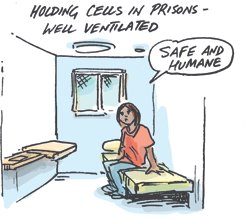 HOLDING CELLS IN PRISONS -
WELL VENTILATED
SAFE AND
HUMANE